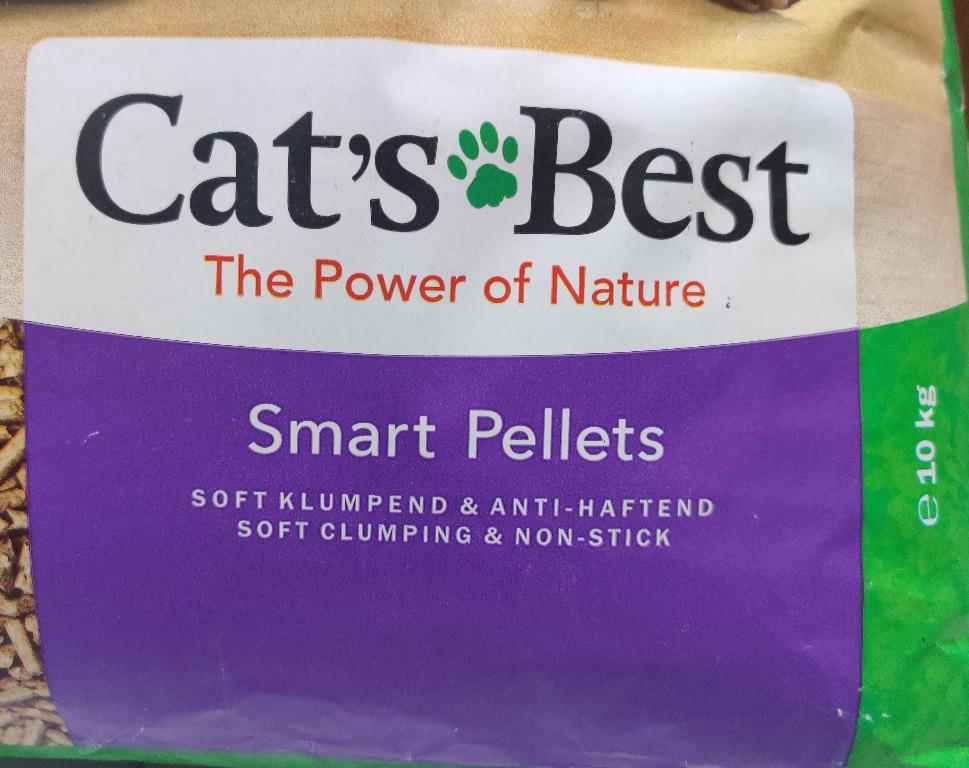 Cat's Best
The Power of Nature
Smart Pellets
SOFT KLUMPEND & ANTI-HAFTEND
SOFT CLUMPING & NON-STICK
℮ 10 kg